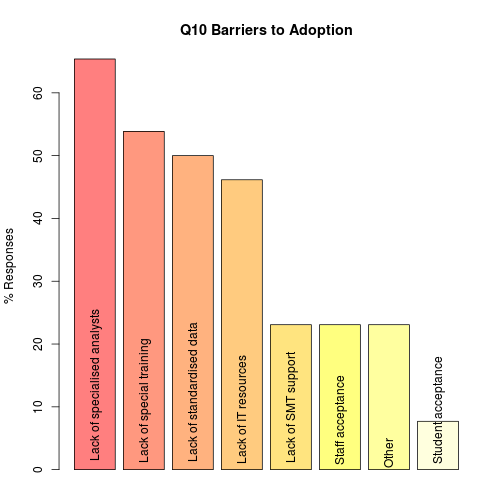 Q10 Barriers to Adoption
% Responses
60
50
40
30
20
10
0
Lack of specialised analysts
Lack of special training
Lack of standardised data
Lack of IT resources
Lack of SMT support
Staff acceptance
Other
Student acceptance